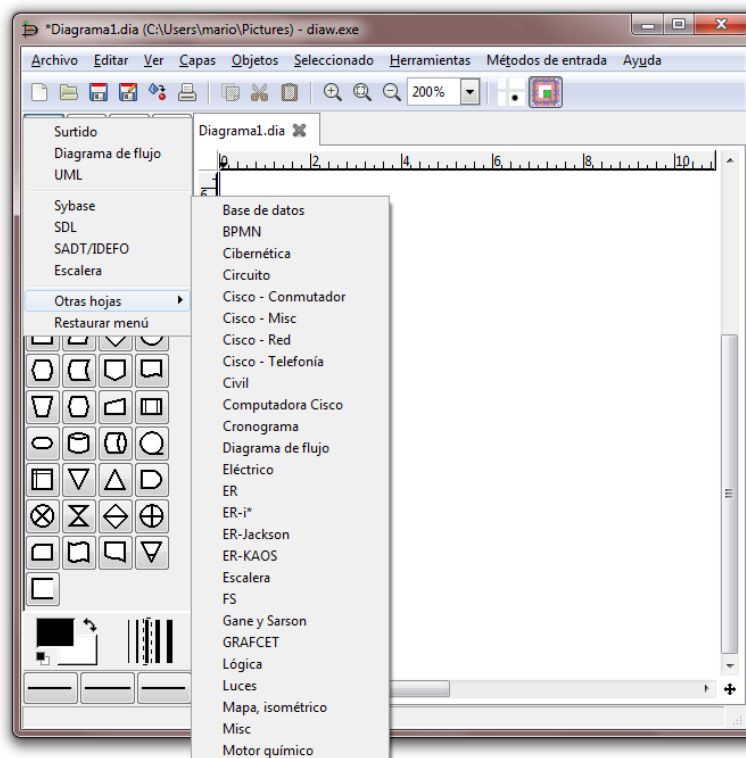 *Diagrama1.dia (C:\Users\mario\Pictures) - diaw.exe
Archivo Editar Ver Capas Objetos Seleccionado Herramientas Métodos de entrada Ayuda
200%
Surtido
Diagrama de flujo
UML
Sybase
SDL
SADT/IDEFO
Escalera
Otras hojas
Restaurar menú
Diagrama1.dia
0 2 4 6 8 10
Base de datos
BPMN
Cibernética
Circuito
Cisco - Conmutador
Cisco - Misc
Cisco - Red
Cisco - Telefonía
Civil
Computadora Cisco
Cronograma
Diagrama de flujo
Eléctrico
ER
ER-i*
ER-Jackson
ER-KAOS
Escalera
FS
Gane y Sarson
GRAFCET
Lógica
Luces
Mapa, isométrico
Misc
Motor químico